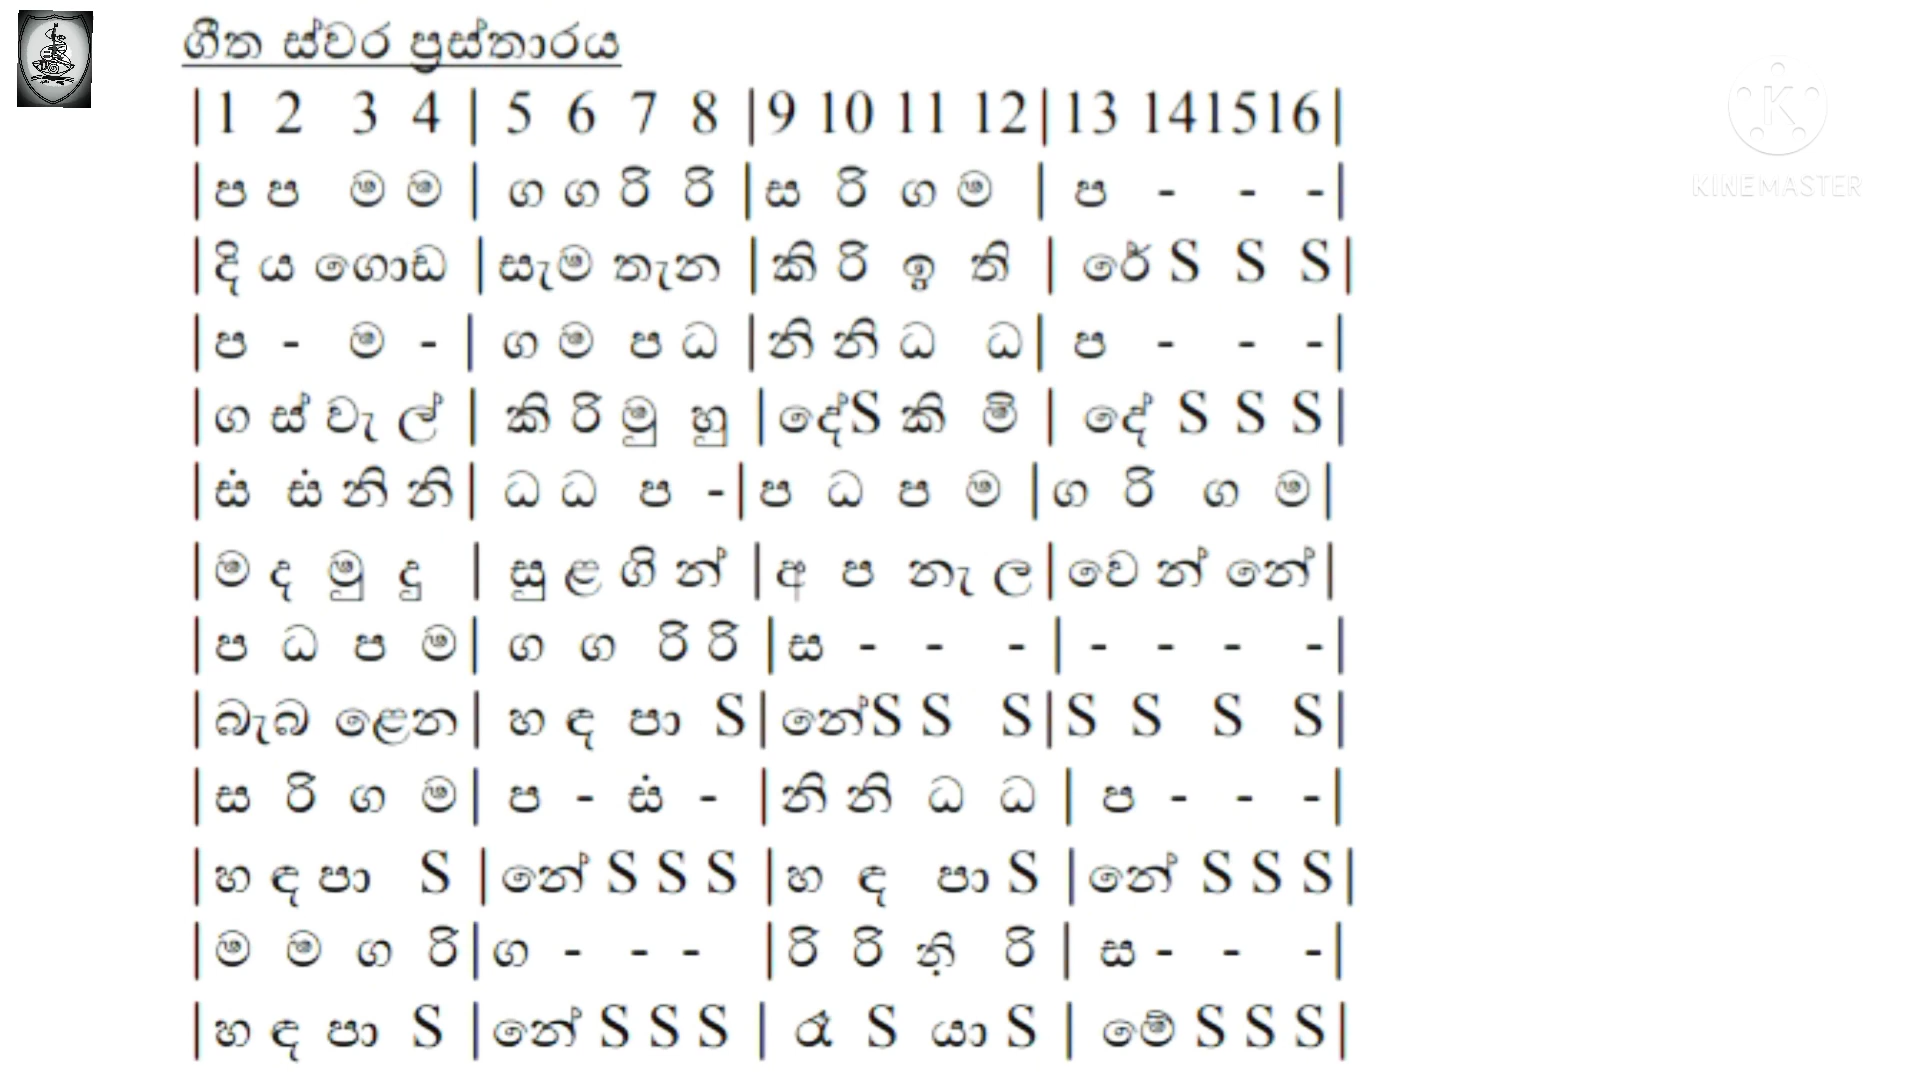 ගීත ස්වර ප්‍රස්තාරය
|1 2 3 4 | 5 6 7 8 |9 10 11 12| 13 14 15 16|
|ප ප ම ම | ග ග රි රි |ස රි ග ම | ප - - -|
|දි ය ගොඩ |සැම තැන |කි රි ඉ ති | රේ S S S|
|ප - ම - | ග ම ප ධ |නි නි ධ ධ| ප - - -|
|ග ස් වැ ල් | කි රි මු හු |දේS කි ම් | දේ S S S|
|සં සં නි නි| ධ ධ ප -|ප ධ ප ම |ග රි ග ම|
|ම ද මු දු | සු ළ ගි න් |අ ප නැ ල|වෙ න් නේ|
|ප ධ ප ම| ග ග රි රි |ස - - - | - - - -|
|බැබ ළෙන| හ ඳ පා S|නේS S S|S S S S|
|ස රි ග ම| ප - සં - |නි නි ධ ධ | ප - - -|
|හ ඳ පා S |නේ S S S |හ ඳ පා S |නේ S S S|
|ම ම ග රි|ග - - - |රි රි නි़ රි | ස - - -|
|හ ඳ පා S |නේ S S S | රෑ S යා S | මේ S S S|
KINEMASTER